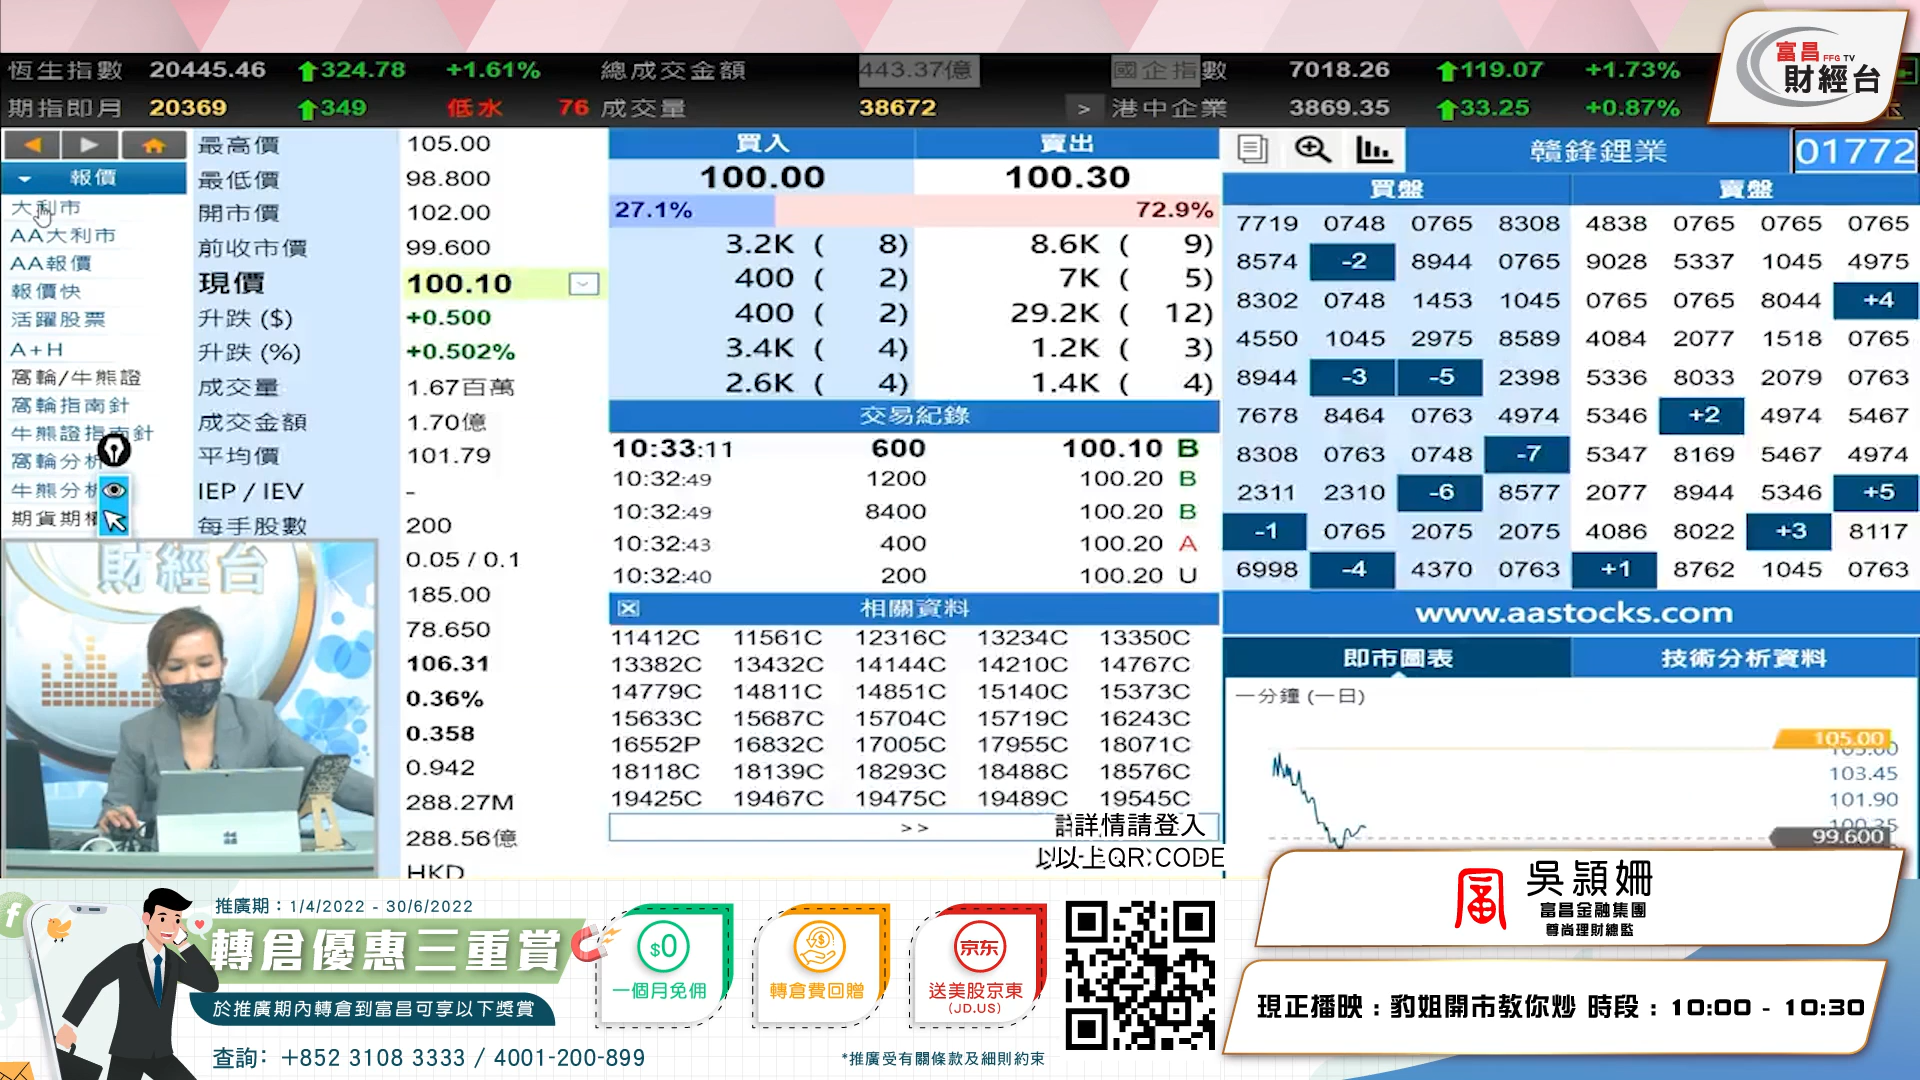 恆生指數 20445.46 324.78 +1.61% 總成交金額 443.37億 國企指數 7018.26 119.07 +1.73%
期指即月 20369 349 低水 76 成交量 38672 > 港中企業 3869.35 33.25 +0.87%
富昌 FFG TV
財經台
報價
大利市
AA大利市
AA報價
報價快
活躍股票
A+H
窩輪/牛熊證
窩輪指南針
牛熊證指南針
窩輪分析
牛熊分析
期貨期權
最高價 105.00
最低價 98.800
開市價 102.00
前收市價 99.600
現價 100.10
升跌 ($) +0.500
升跌 (%) +0.502%
成交量 1.67百萬
成交金額 1.70億
平均價 101.79
IEP / IEV -
每手股數 200
0.05 / 0.1
185.00
78.650
106.31
0.36%
0.358
0.942
288.27M
288.56億
HKD
財經台
買入 賣出
100.00 100.30
27.1% 72.9%
3.2K ( 8) 8.6K ( 9)
400 ( 2) 7K ( 5)
400 ( 2) 29.2K ( 12)
3.4K ( 4) 1.2K ( 3)
2.6K ( 4) 1.4K ( 4)
交易紀錄
10:33:11 600 100.10 B
10:32:49 1200 100.20 B
10:32:49 8400 100.20 B
10:32:43 400 100.20 A
10:32:40 200 100.20 U
相關資料
11412C 11561C 12316C 13234C 13350C
13382C 13432C 14144C 14210C 14767C
14779C 14811C 14851C 15140C 15373C
15633C 15687C 15704C 15719C 16243C
16552P 16832C 17005C 17955C 18071C
18118C 18139C 18293C 18488C 18576C
19425C 19467C 19475C 19489C 19545C
>>
詳情請登入
以上QR CODE
贛鋒鋰業 01772
買盤 賣盤
7719 0748 0765 8308 4838 0765 0765 0765
8574 -2 8944 0765 9028 5337 1045 4975
8302 0748 1453 1045 0765 0765 8044 +4
4550 1045 2975 8589 4084 2077 1518 0765
8944 -3 -5 2398 5336 8033 2079 0763
7678 8464 0763 4974 5346 +2 4974 5467
8308 0763 0748 -7 5347 8169 5467 4974
2311 2310 -6 8577 2077 8944 5346 +5
-1 0765 2075 2075 4086 8022 +3 8117
6998 -4 4370 0763 +1 8762 1045 0763
www.aastocks.com
即市圖表 技術分析資料
一分鐘 (一日)
105.00
105.00
103.45
101.90
100.35
99.600
吳潁姍
富昌金融集團
尊尚理財總監
現正播映：豹姐開市教你炒 時段：10:00 - 10:30
推廣期：1/4/2022 - 30/6/2022
轉倉優惠三重賞
於推廣期內轉倉到富昌可享以下獎賞
查詢： +852 3108 3333 / 4001-200-899
$0
一個月免佣
轉倉費回贈
京东
送美股京東
(JD.US)
*推廣受有關條款及細則約束